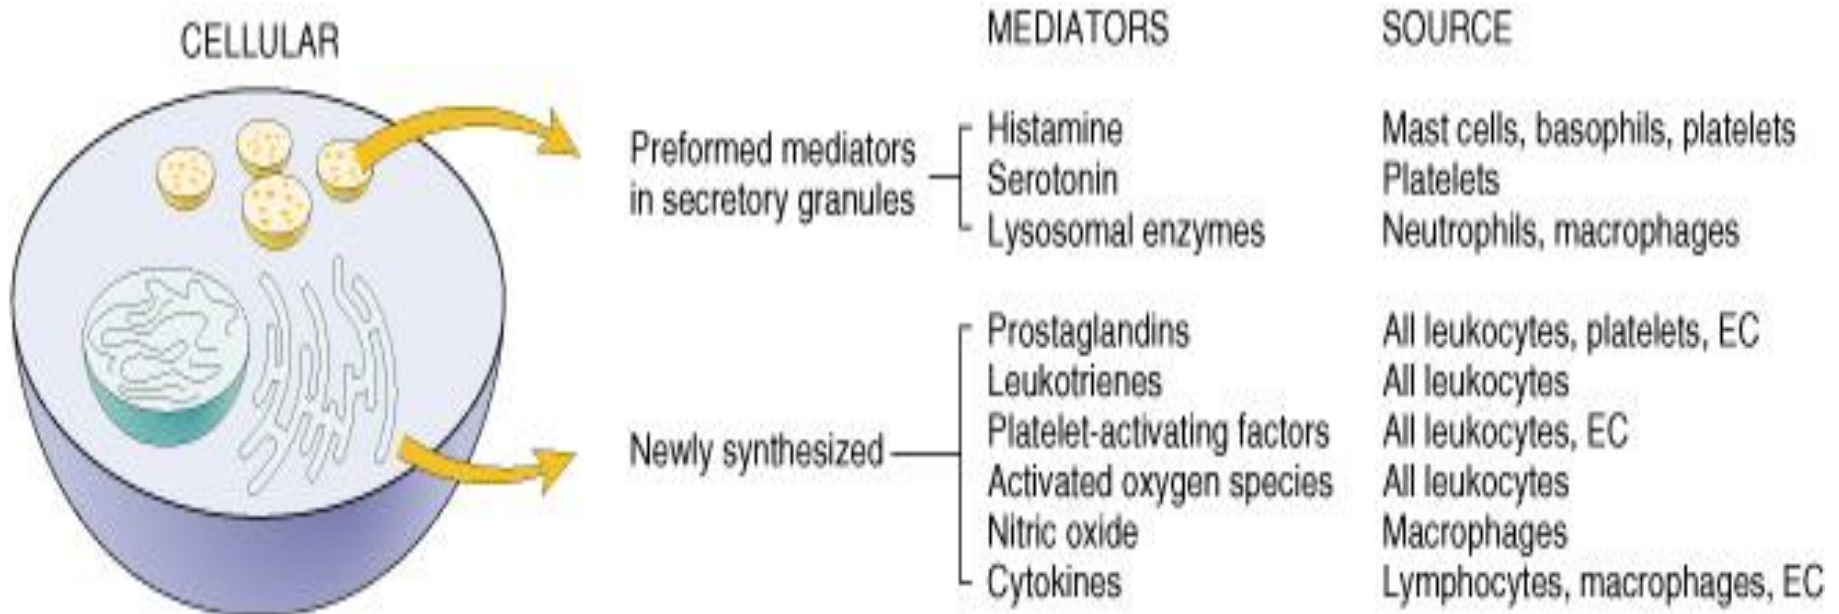 CELLULAR
MEDIATORS SOURCE
Preformed mediators
in secretory granules
Histamine Mast cells, basophils, platelets
Serotonin Platelets
Lysosomal enzymes Neutrophils, macrophages
Newly synthesized
Prostaglandins All leukocytes, platelets, EC
Leukotrienes All leukocytes
Platelet-activating factors All leukocytes, EC
Activated oxygen species All leukocytes
Nitric oxide Macrophages
Cytokines Lymphocytes, macrophages, EC